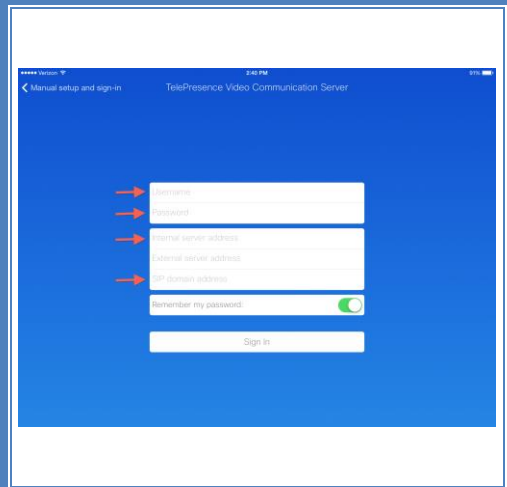 Verizon 2:40 PM 91%
Manual setup and sign-in TelePresence Video Communication Server
Username
Password
Internal server address
External server address
SIP domain address
Remember my password
Sign In